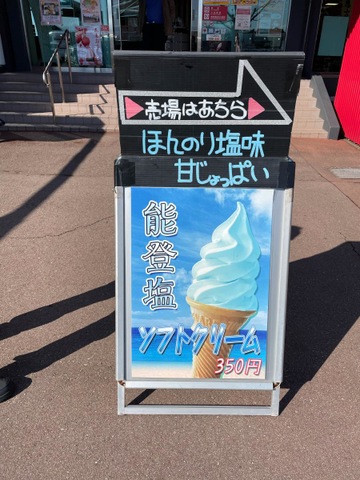 売場はあちら
ほんのり塩味
甘じょっぱい
能登塩
ソフトクリーム
350円